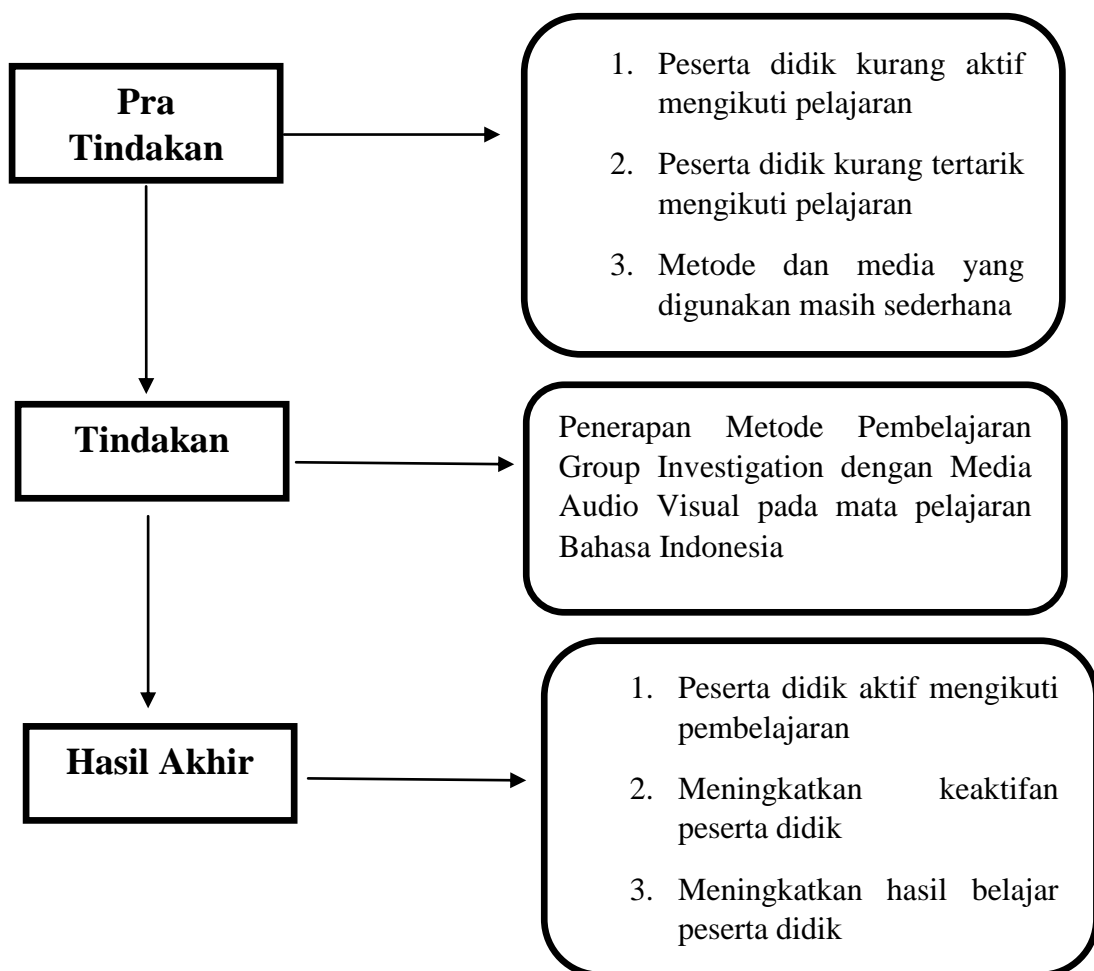 Pra
Tindakan
1. Peserta didik kurang aktif
mengikuti pelajaran
2. Peserta didik kurang tertarik
mengikuti pelajaran
3. Metode dan media yang
digunakan masih sederhana
Tindakan
Penerapan Metode Pembelajaran
Group Investigation dengan Media
Audio Visual pada mata pelajaran
Bahasa Indonesia
Hasil Akhir
1. Peserta didik aktif mengikuti
pembelajaran
2. Meningkatkan keaktifan
peserta didik
3. Meningkatkan hasil belajar
peserta didik